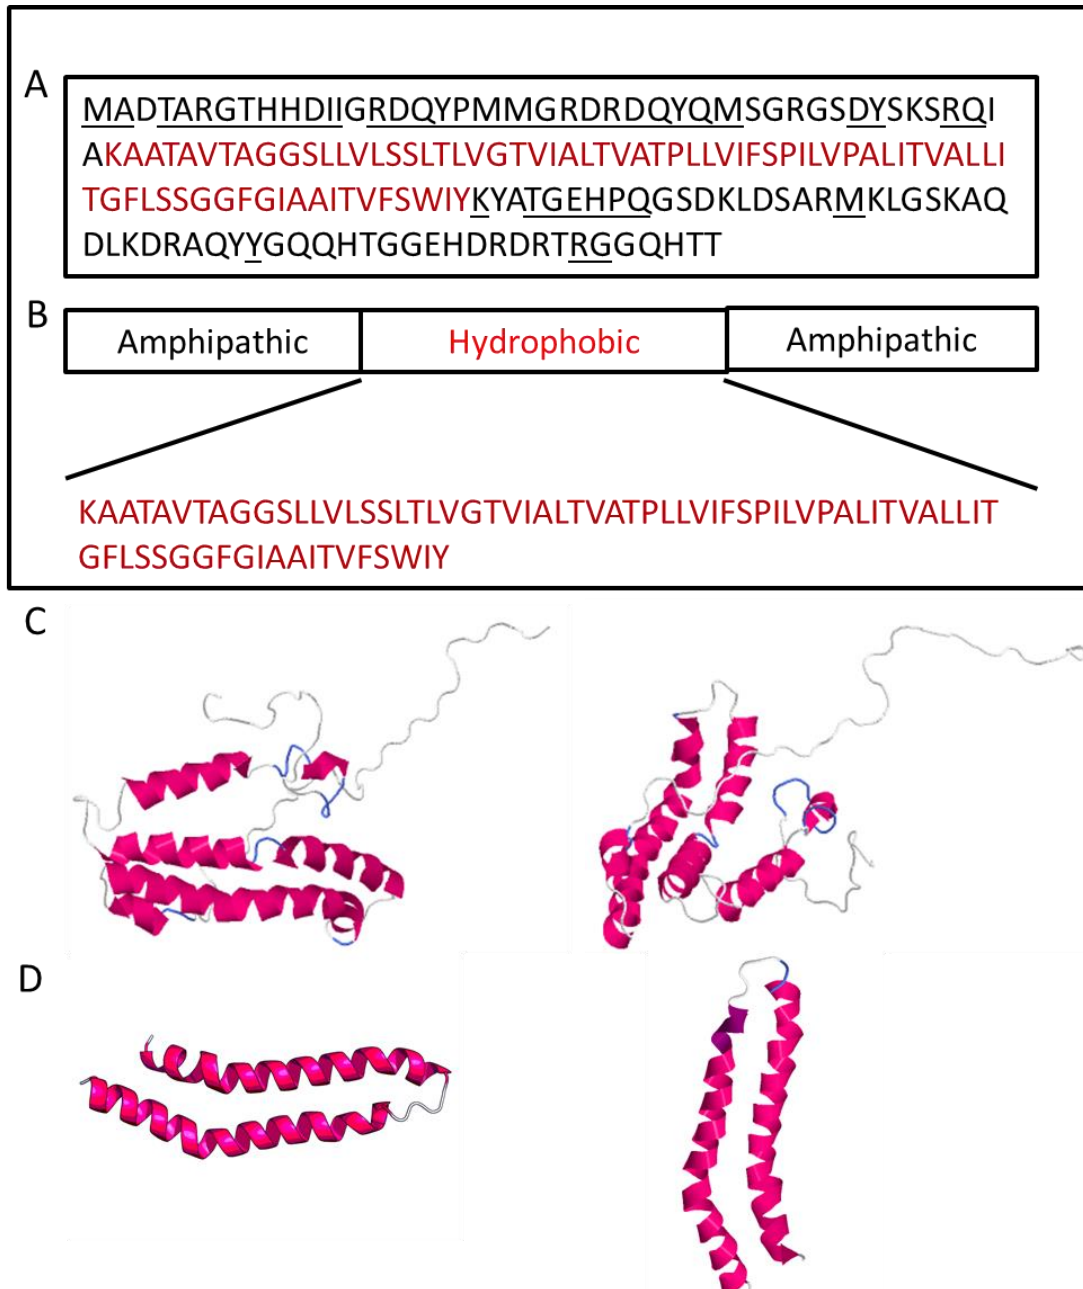 A
MADTARGTHHDIIGRDQYPMMGRDRDQYQMSGRGSDYSKSRQI
AKAATAVTAGGSLLVLSSLTLVGTVIALTVATPLLVIFSPILVPALITVALLI
TGFLSSGGFGIAAITVFSWIYKYATGEHPQGSDKLDSARMKLGSKAQ
DLKDRAQYYGQQHTGGEHDRDRTRGGQHTT
B
Amphipathic Hydrophobic Amphipathic
KAATAVTAGGSLLVLSSLTLVGTVIALTVATPLLVIFSPILVPALITVALLIT
GFLSSGGFGIAAITVFSWIY
C
D